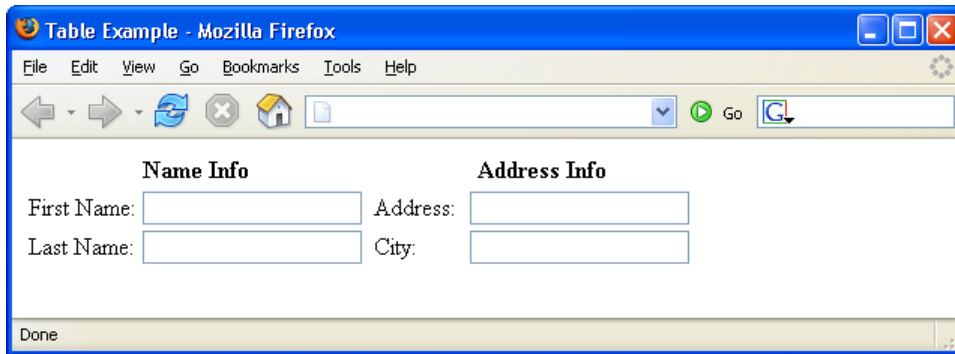 Table Example - Mozilla Firefox
File Edit View Go Bookmarks Tools Help
Go G
Name Info Address Info
First Name: Address:
Last Name: City:
Done